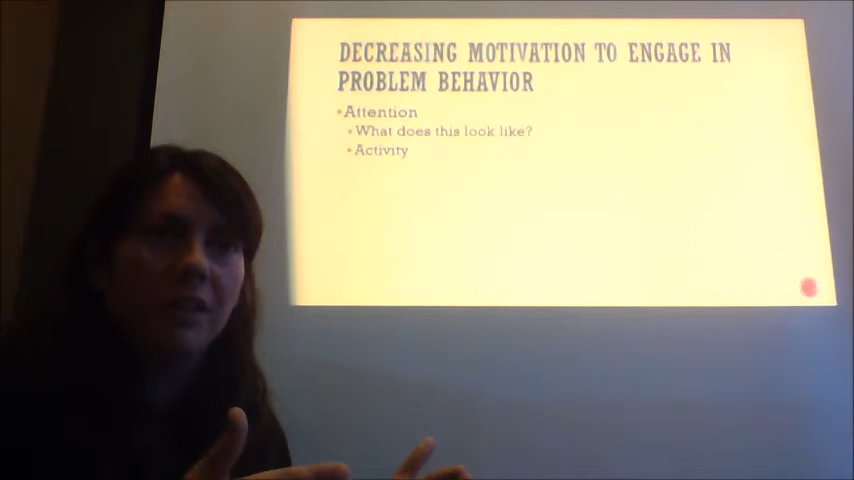 DECREASING MOTIVATION TO ENGAGE IN
PROBLEM BEHAVIOR
Attention
What does this look like?
Activity